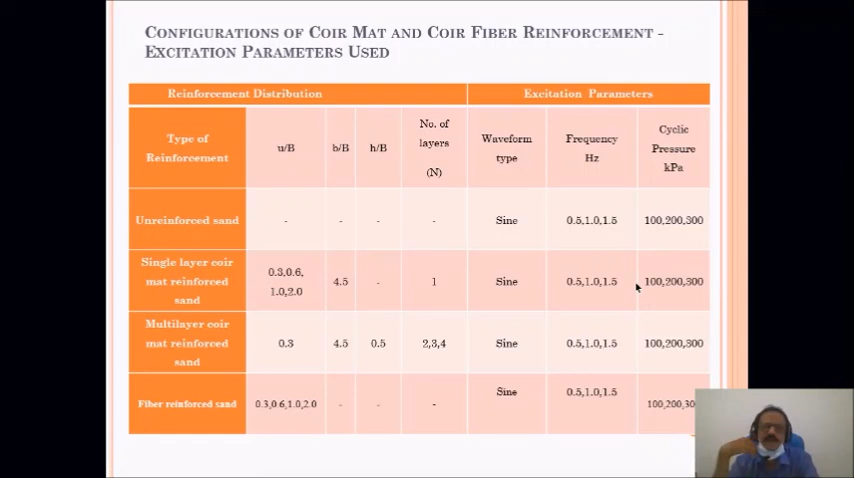 CONFIGURATIONS OF COIR MAT AND COIR FIBER REINFORCEMENT -
EXCITATION PARAMETERS USED
Reinforcement Distribution Excitation Parameters
Type of
Reinforcement
u/B
b/B
h/B
No. of
layers
(N)
Waveform
type
Frequency
Hz
Cyclic
Pressure
kPa
Unreinforced sand - - - - Sine 0.5,1.0,1.5 100,200,300
Single layer coir
mat reinforced
sand
0.3,0.6,
1.0,2.0
4.5 - 1 Sine 0.5,1.0,1.5 100,200,300
Multilayer coir
mat reinforced
sand
0.3 4.5 0.5 2,3,4 Sine 0.5,1.0,1.5 100,200,300
Fiber reinforced sand 0.3,0.6,1.0,2.0 - - - Sine 0.5,1.0,1.5 100,200,30